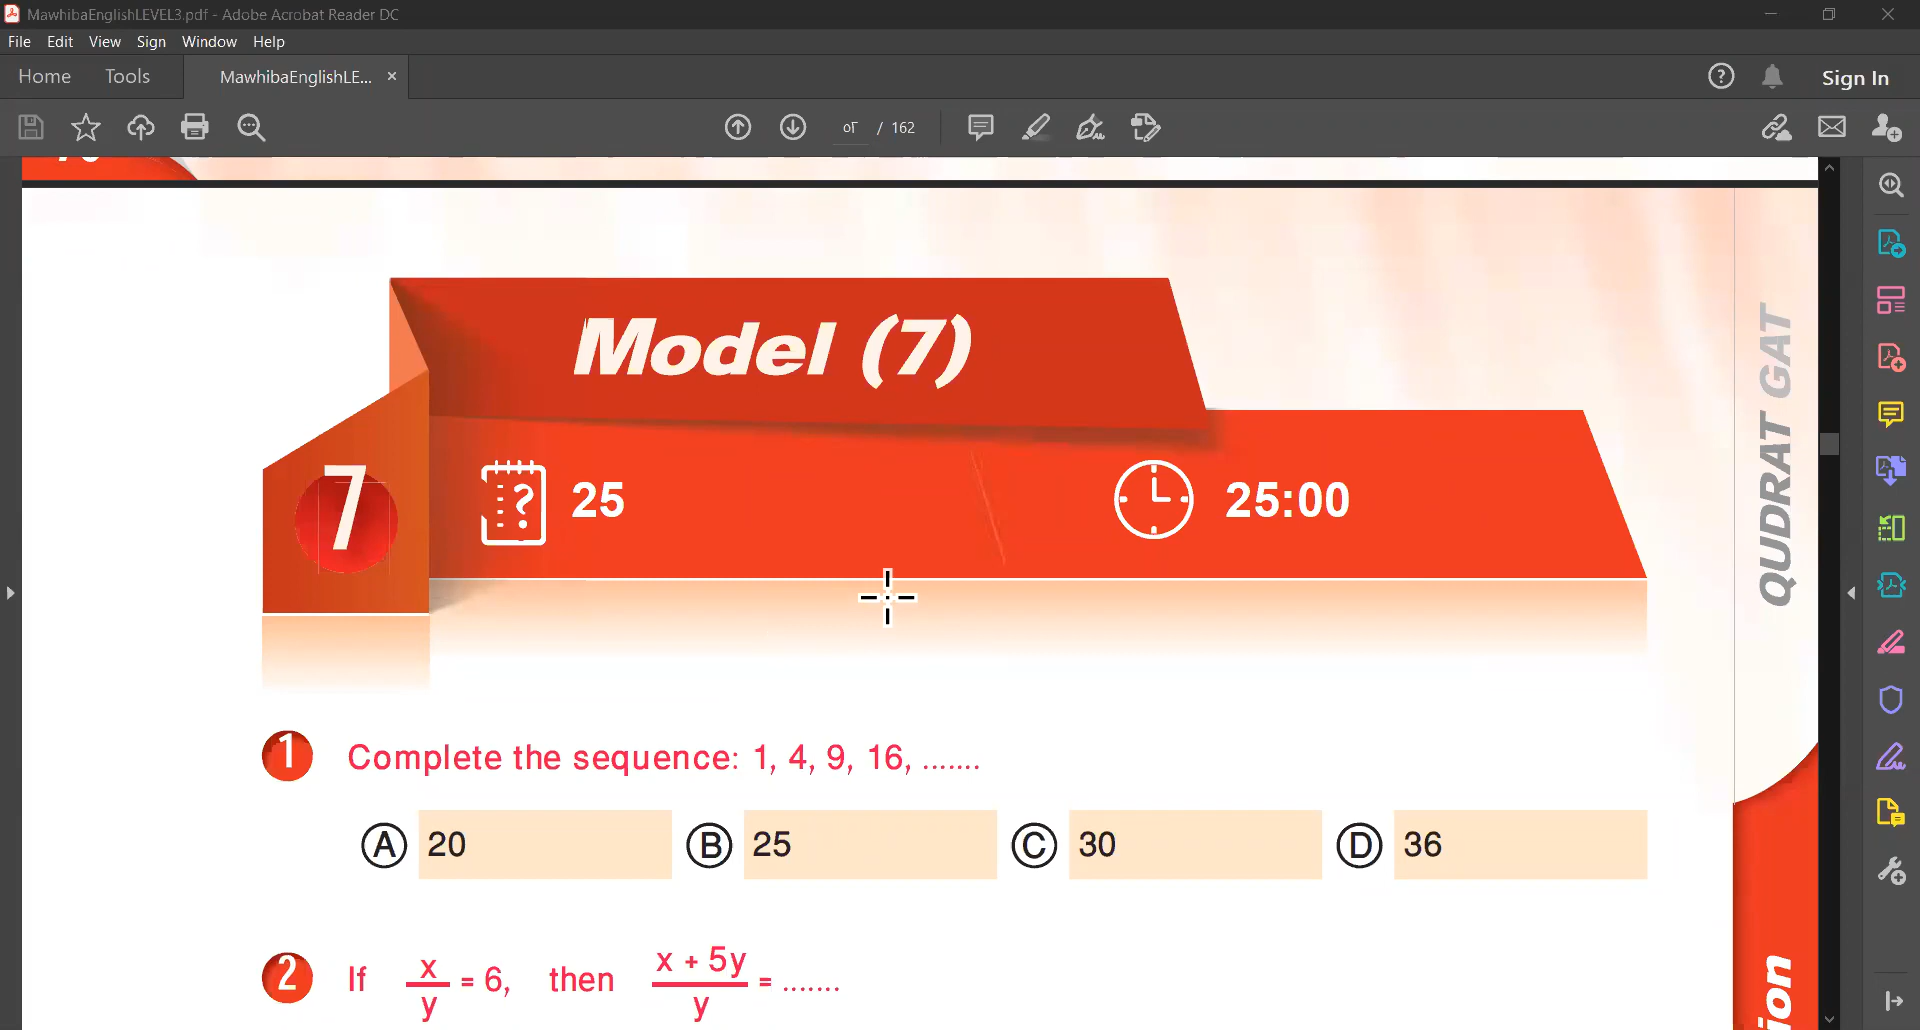 MawhibaEnglishLEVEL3.pdf - Adobe Acrobat Reader DC
File Edit View Sign Window Help
Home Tools MawhibaEnglishLE... × Sign In
٥٣ / 162
Model (7)
7 25 25:00
QUDRAT GAT
1 Complete the sequence: 1, 4, 9, 16, .......
A 20 B 25 C 30 D 36
2 If x/y = 6, then x + 5y/y = .......